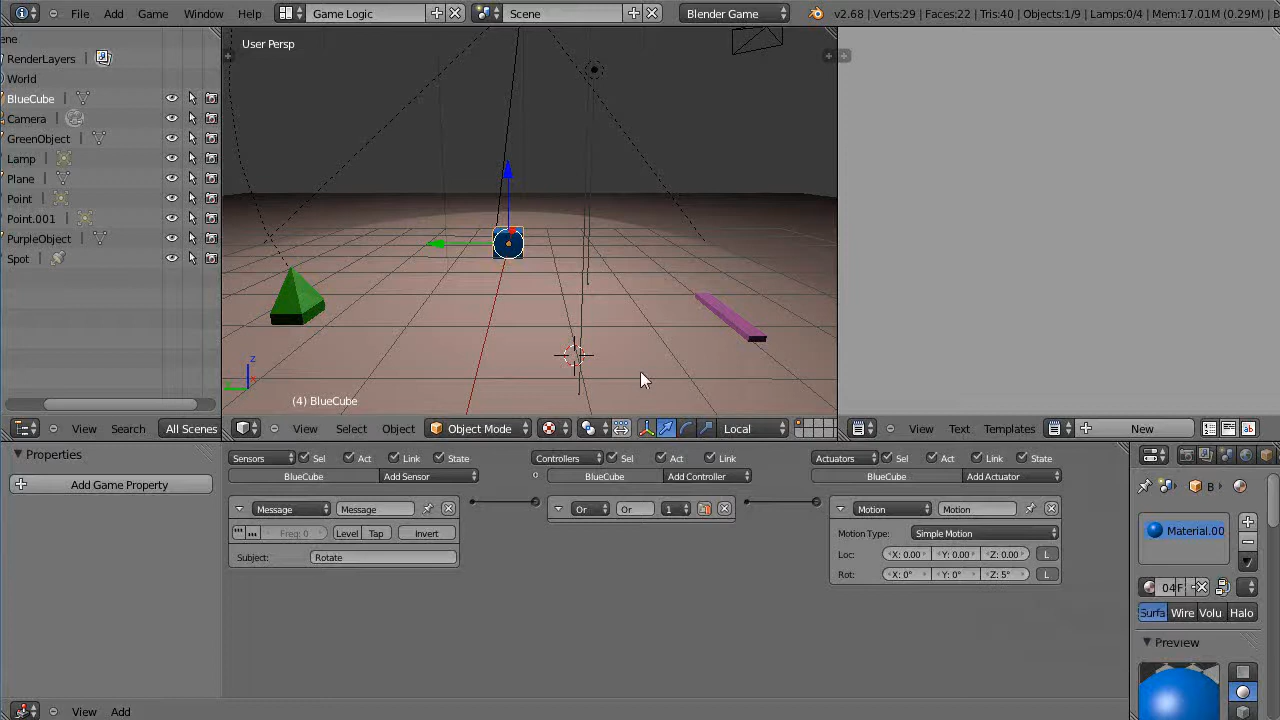 File Add Game Window Help Game Logic Scene Blender Game v2.68 | Verts:29 | Faces:22 | Tris:40 | Objects:1/9 | Lamps:0/4 | Mem:17.01M (0.29M) | B
ene
RenderLayers
World
BlueCube
Camera
GreenObject
Lamp
Plane
Point
Point.001
PurpleObject
Spot
View Search All Scenes
User Persp
z
(4) BlueCube
View Select Object Object Mode Local
View Text Templates New
Properties
Add Game Property
Sensors Sel Act Link State
BlueCube Add Sensor
Message Message
Freq: 0 Level Tap Invert
Subject: Rotate
Controllers Sel Act Link
BlueCube Add Controller
Or Or 1
Actuators Sel Act Link State
BlueCube Add Actuator
Motion Motion
Motion Type: Simple Motion
Loc: X: 0.00 Y: 0.00 Z: 0.00 L
Rot: X: 0° Y: 0° Z: 5° L
B
Material.00
04 F
Surfa Wire Volu Halo
Preview
View Add